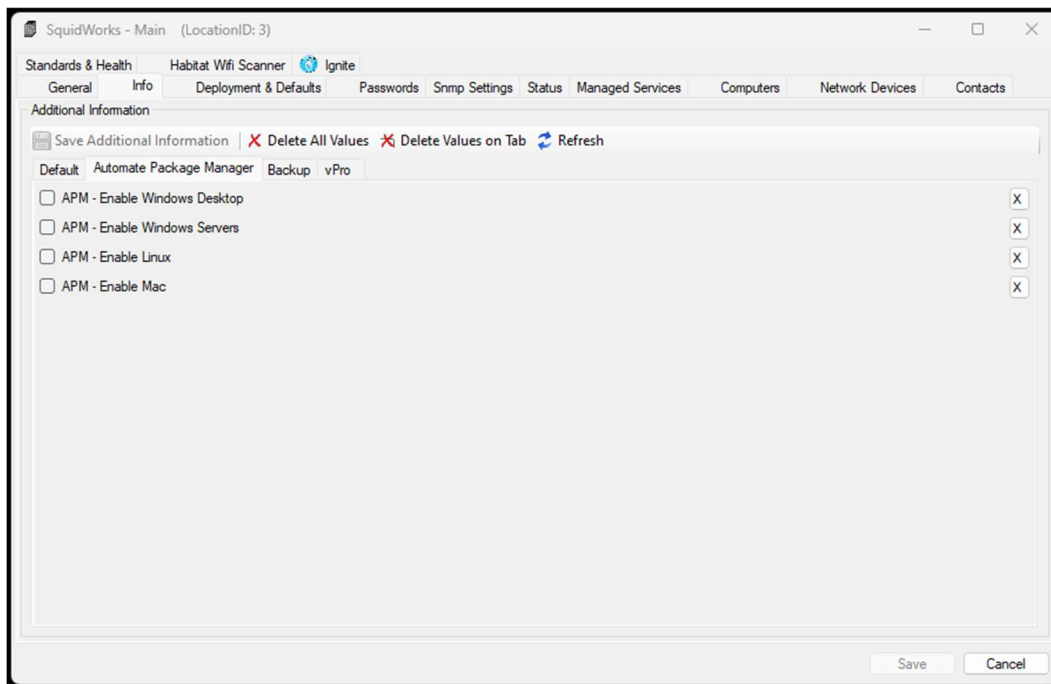 SquidWorks - Main (LocationID: 3)
Standards & Health Habitat Wifi Scanner Ignite
General Info Deployment & Defaults Passwords Snmp Settings Status Managed Services Computers Network Devices Contacts
Additional Information
Save Additional Information Delete All Values Delete Values on Tab Refresh
Default Automate Package Manager Backup vPro
APM - Enable Windows Desktop X
APM - Enable Windows Servers X
APM - Enable Linux X
APM - Enable Mac X
Save Cancel